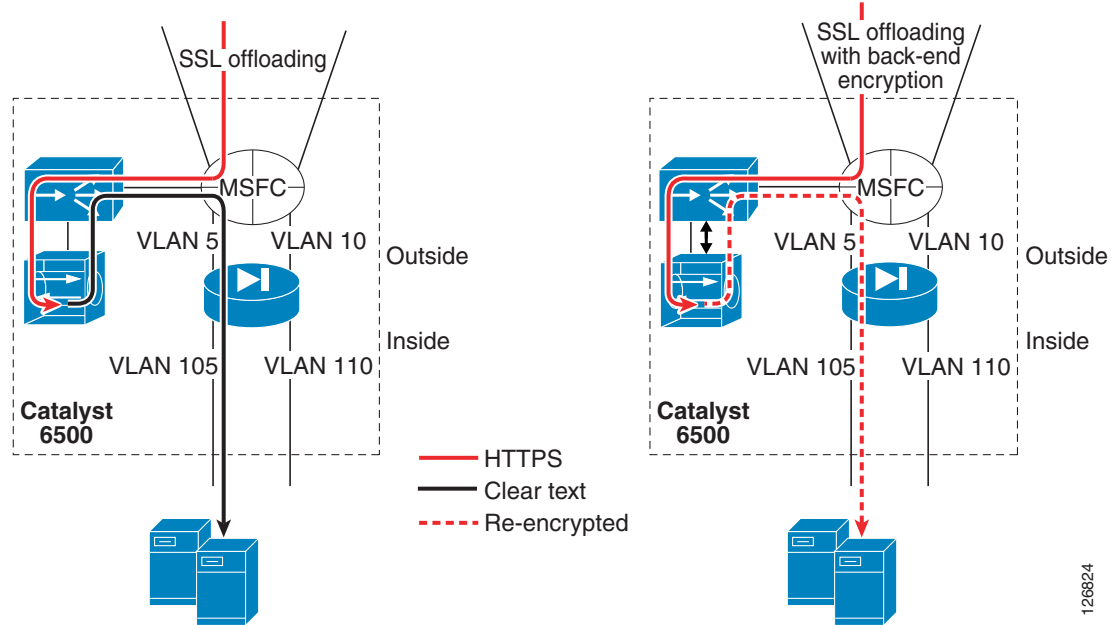 SSL offloading
MSFC
VLAN 5
VLAN 10
Outside
Inside
VLAN 105
VLAN 110
Catalyst
6500
HTTPS
Clear text
Re-encrypted
SSL offloading
with back-end
encryption
MSFC
VLAN 5
VLAN 10
Outside
Inside
VLAN 105
VLAN 110
Catalyst
6500
126824